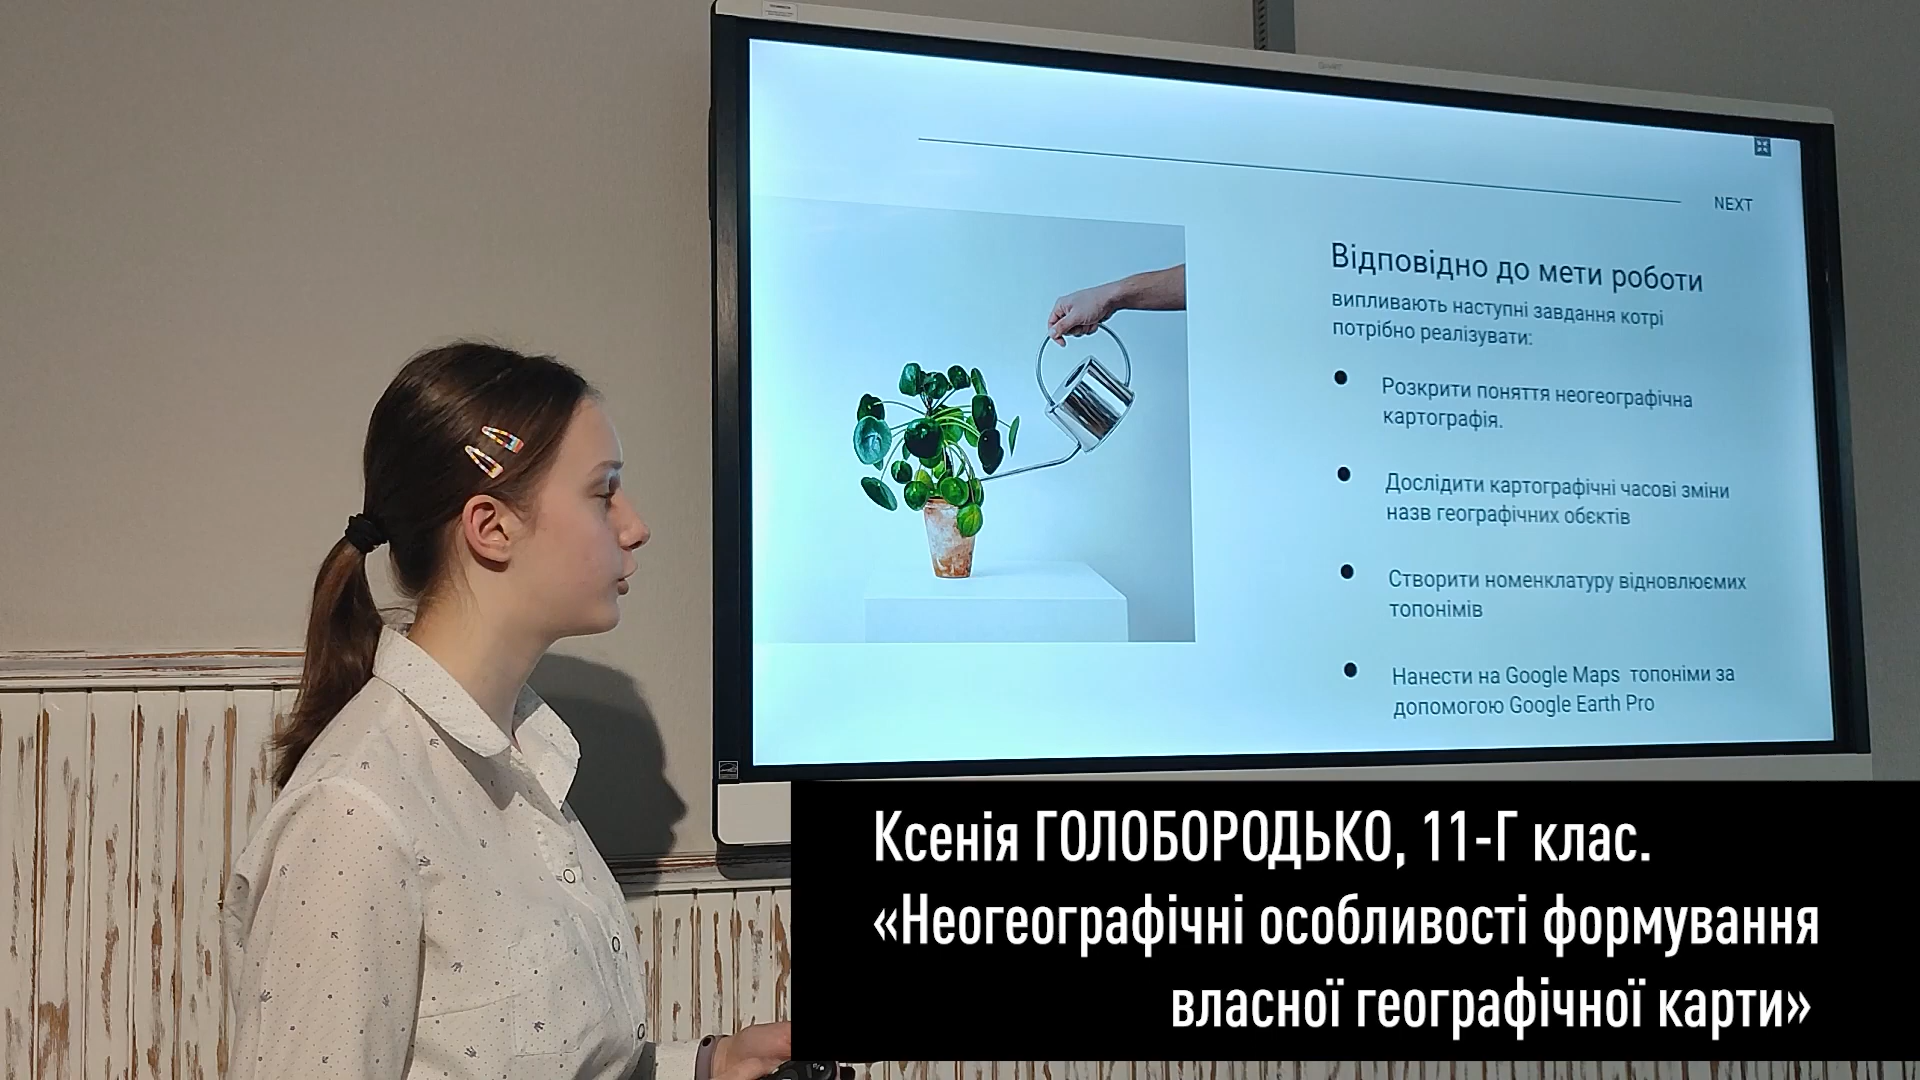 NEXT
Відповідно до мети роботи
випливають наступні завдання котрі
потрібно реалізувати:
Розкрити поняття неогеографічна
картографія.
Дослідити картографічні часові зміни
назв географічних обєктів
Створити номенклатуру відновлюємих
топонімів
Нанести на Google Maps топоніми за
допомогою Google Earth Pro
Ксенія ГОЛОБОРОДЬКО, 11-Г клас.
«Неогеографічні особливості формування
власної географічної карти»